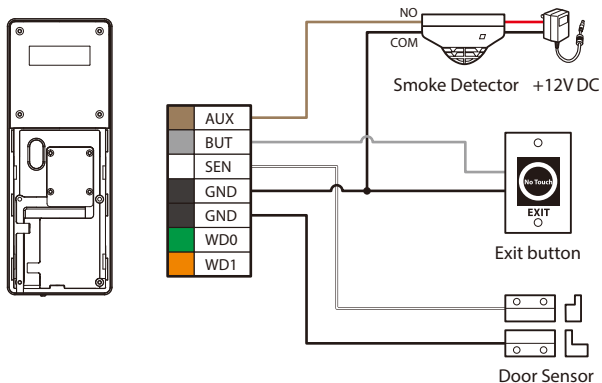 NO
COM
Smoke Detector
+12V DC
AUX
BUT
SEN
GND
GND
WD0
WD1
No Touch
EXIT
Exit button
Door Sensor